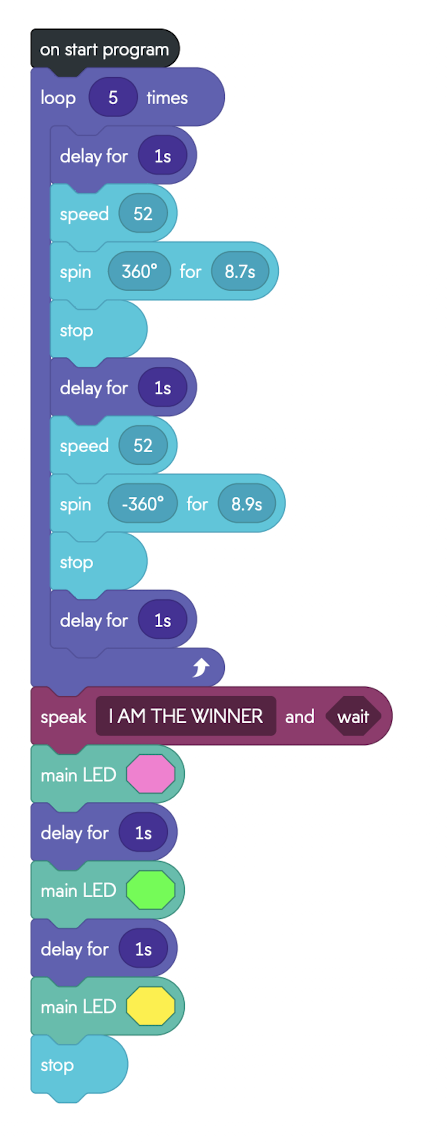 on start program
loop 5 times
delay for 1s
speed 52
spin 360° for 8.7s
stop
delay for 1s
speed 52
spin -360° for 8.9s
stop
delay for 1s
speak I AM THE WINNER and wait
main LED
delay for 1s
main LED
delay for 1s
main LED
stop